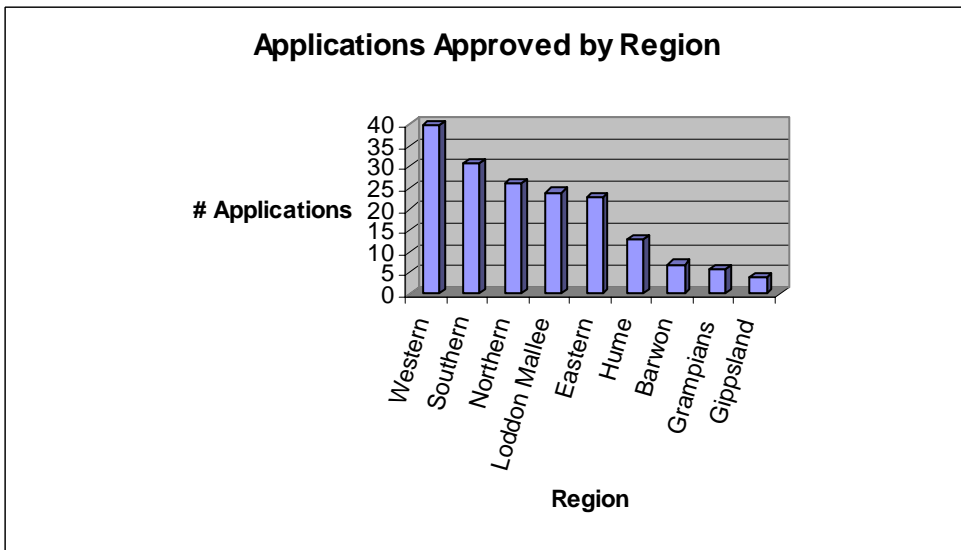 Applications Approved by Region
# Applications
40
35
30
25
20
15
10
5
0
Western
Southern
Northern
Loddon Mallee
Eastern
Hume
Barwon
Grampians
Gippsland
Region